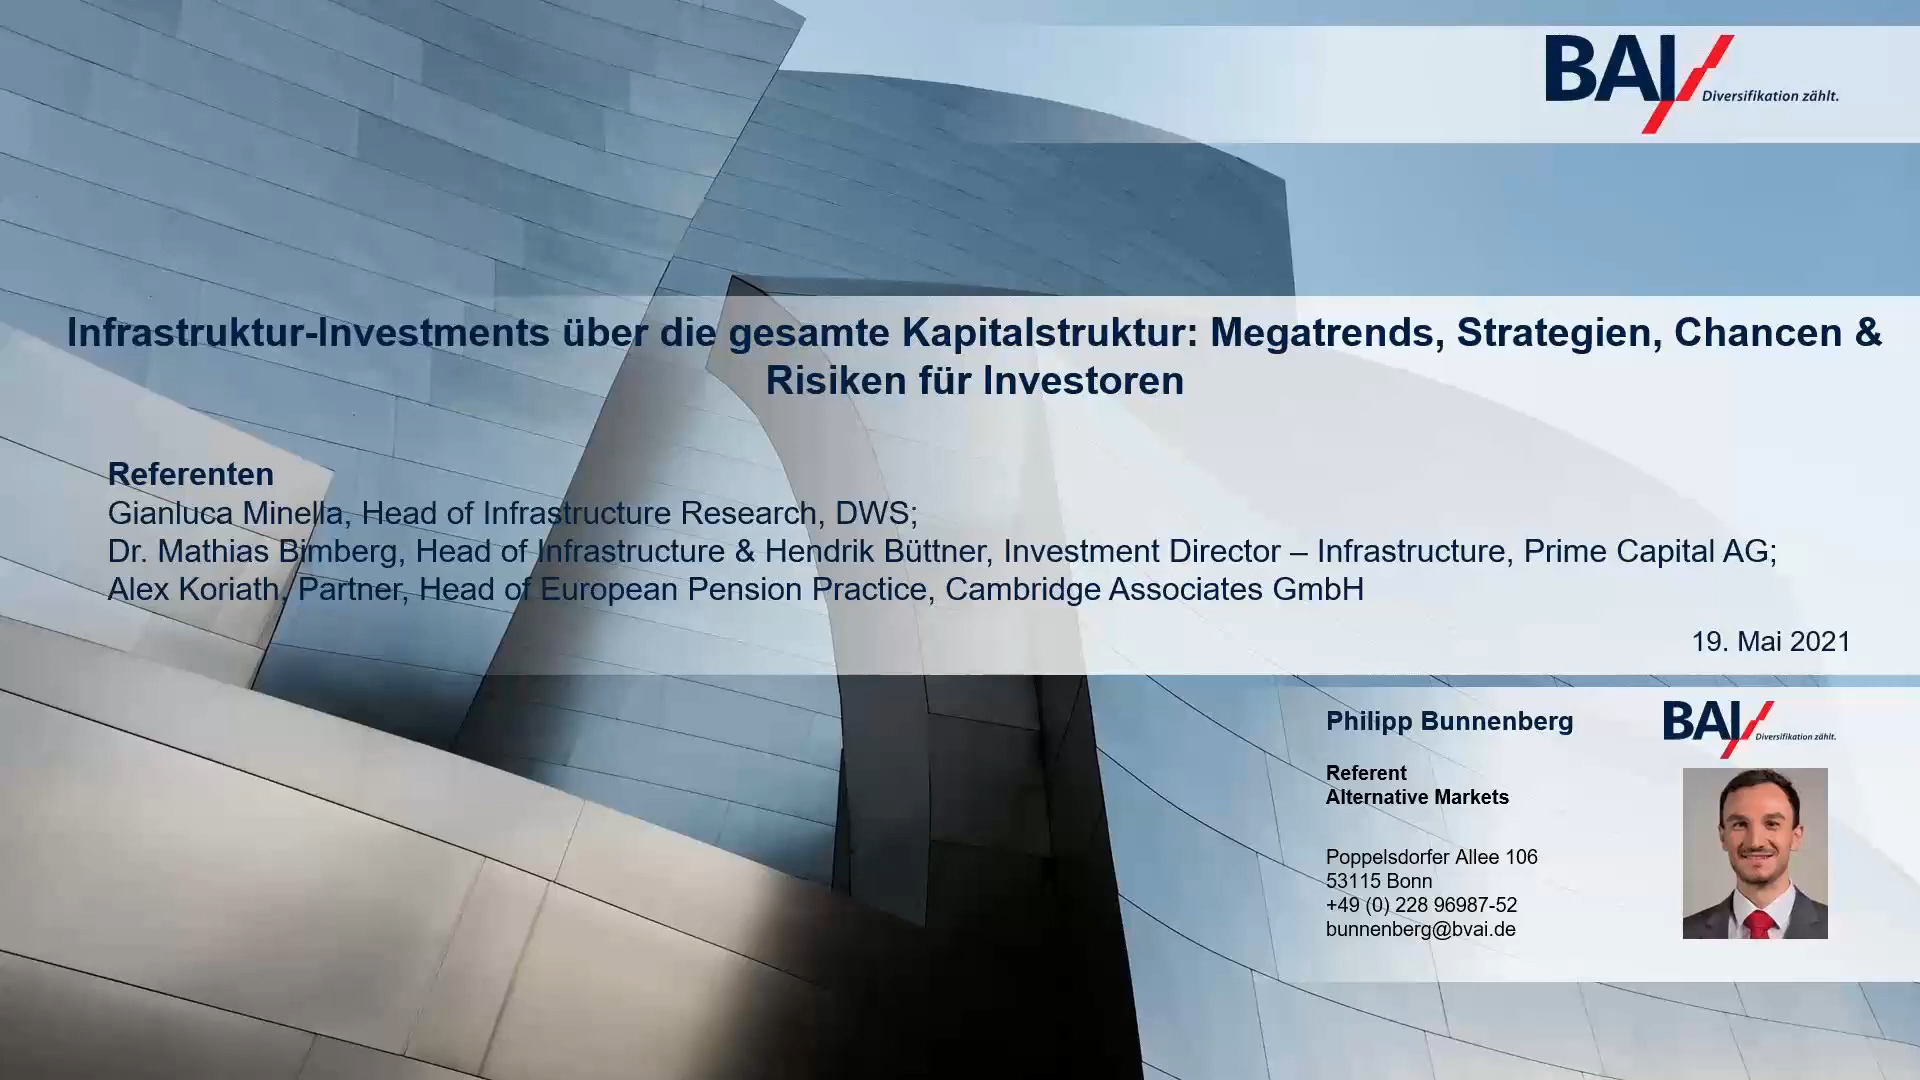 BAI
Diversifikation zählt.
Infrastruktur-Investments über die gesamte Kapitalstruktur: Megatrends, Strategien, Chancen &
Risiken für Investoren
Referenten
Gianluca Minella, Head of Infrastructure Research, DWS;
Dr. Mathias Bimberg, Head of Infrastructure & Hendrik Büttner, Investment Director – Infrastructure, Prime Capital AG;
Alex Koriath, Partner, Head of European Pension Practice, Cambridge Associates GmbH
19. Mai 2021
Philipp Bunnenberg
BAI
Diversifikation zählt.
Referent
Alternative Markets
Poppelsdorfer Allee 106
53115 Bonn
+49 (0) 228 96987-52
bunnenberg@bvai.de